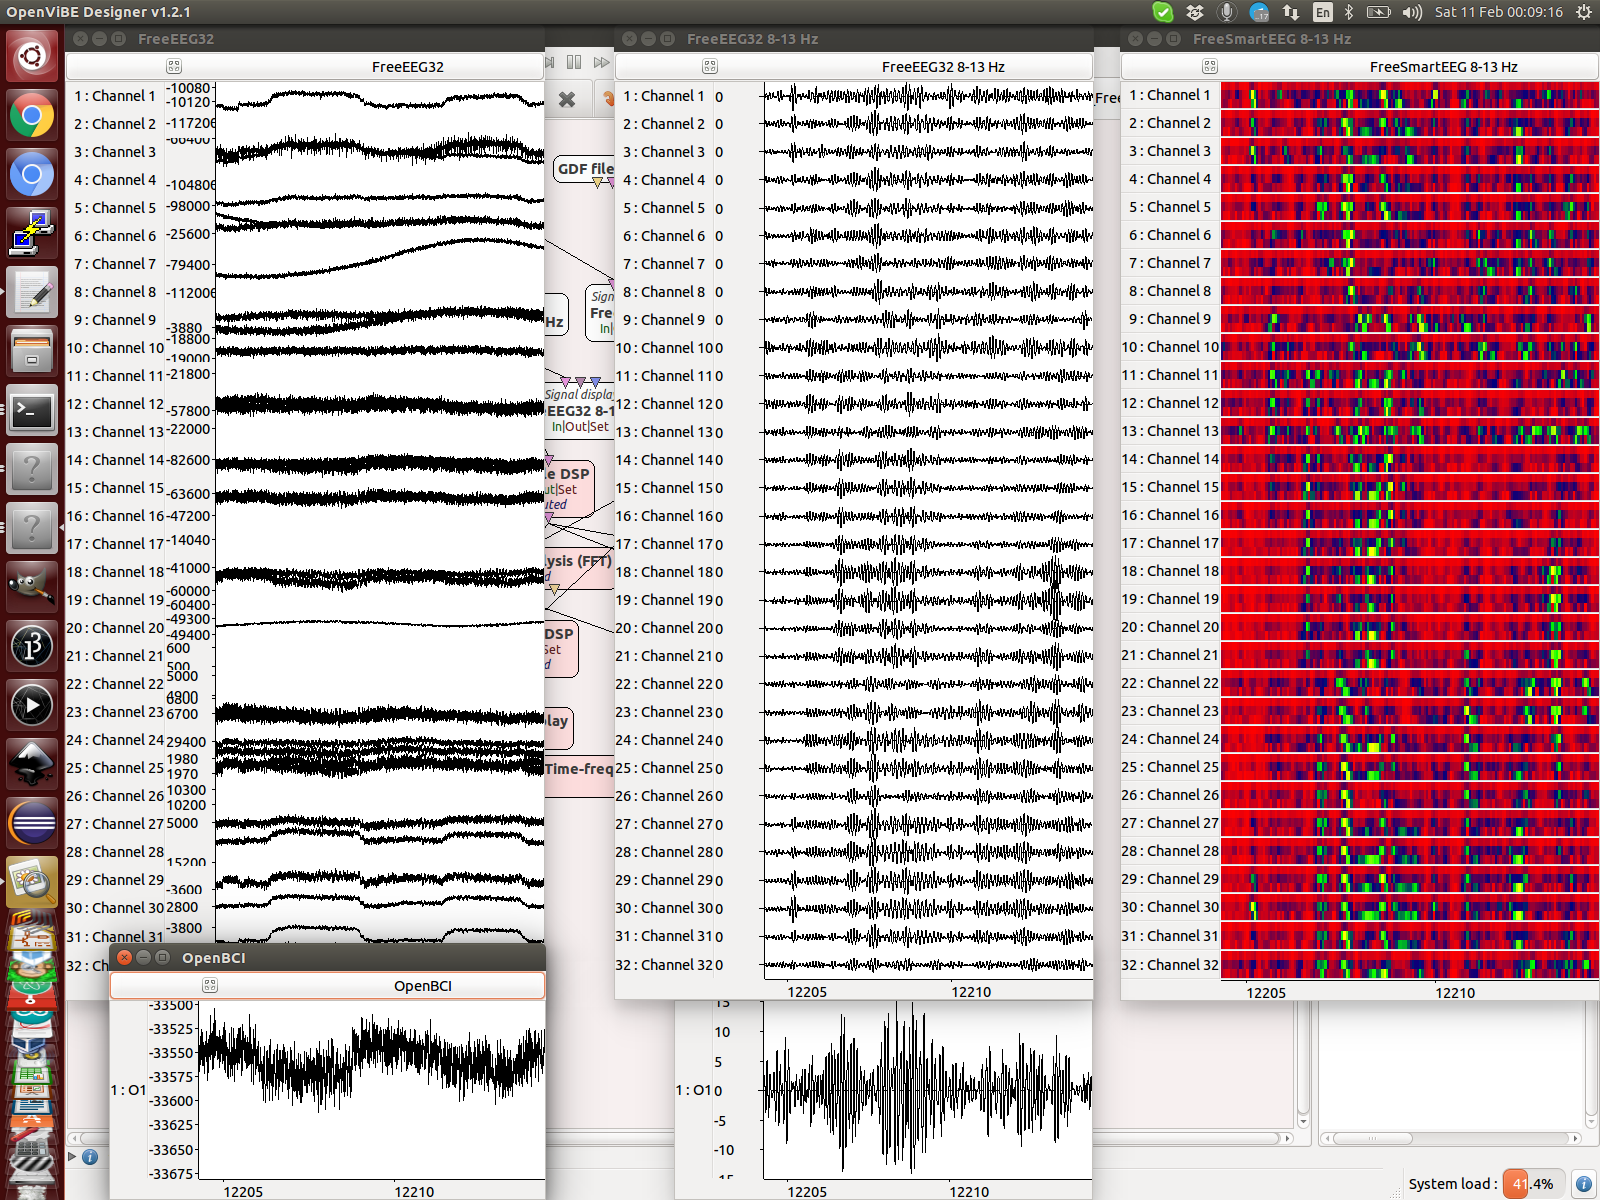 OpenViBE Designer v1.2.1
En
Sat 11 Feb 00:09:16
FreeEEG32
FreeEEG32
1 : Channel 1
2 : Channel 2
3 : Channel 3
4 : Channel 4
5 : Channel 5
6 : Channel 6
7 : Channel 7
8 : Channel 8
9 : Channel 9
10 : Channel 10
11 : Channel 11
12 : Channel 12
13 : Channel 13
14 : Channel 14
15 : Channel 15
16 : Channel 16
17 : Channel 17
18 : Channel 18
19 : Channel 19
20 : Channel 20
21 : Channel 21
22 : Channel 22
23 : Channel 23
24 : Channel 24
25 : Channel 25
26 : Channel 26
27 : Channel 27
28 : Channel 28
29 : Channel 29
30 : Channel 30
31 : Channel 31
32 : Ch
-10080
-10120
-117206
-66400
-104806
-98000
-25600
-79400
-112006
-3880
-18800
-19000
-21800
-57800
-22000
-82600
-63600
-47200
-14040
-41000
-60000
-60400
-49300
-49400
600
500
5000
4900
6700
29400
1980
1970
10300
10200
5000
15200
-3600
2800
-3800
GDF file
Sign
Fre
In|
Hz
Signal display
EEG32 8-1
In|Out|Set
le DSP
ut|Set
uted
lysis (FFT)
d
DSP
Set
d
lay
Time-freq
FreeEEG32 8-13 Hz
FreeEEG32 8-13 Hz
1 : Channel 1 0
2 : Channel 2 0
3 : Channel 3 0
4 : Channel 4 0
5 : Channel 5 0
6 : Channel 6 0
7 : Channel 7 0
8 : Channel 8 0
9 : Channel 9 0
10 : Channel 10 0
11 : Channel 11 0
12 : Channel 12 0
13 : Channel 13 0
14 : Channel 14 0
15 : Channel 15 0
16 : Channel 16 0
17 : Channel 17 0
18 : Channel 18 0
19 : Channel 19 0
20 : Channel 20 0
21 : Channel 21 0
22 : Channel 22 0
23 : Channel 23 0
24 : Channel 24 0
25 : Channel 25 0
26 : Channel 26 0
27 : Channel 27 0
28 : Channel 28 0
29 : Channel 29 0
30 : Channel 30 0
31 : Channel 31 0
32 : Channel 32 0
12205 12210
_Free
FreeSmartEEG 8-13 Hz
FreeSmartEEG 8-13 Hz
1 : Channel 1
2 : Channel 2
3 : Channel 3
4 : Channel 4
5 : Channel 5
6 : Channel 6
7 : Channel 7
8 : Channel 8
9 : Channel 9
10 : Channel 10
11 : Channel 11
12 : Channel 12
13 : Channel 13
14 : Channel 14
15 : Channel 15
16 : Channel 16
17 : Channel 17
18 : Channel 18
19 : Channel 19
20 : Channel 20
21 : Channel 21
22 : Channel 22
23 : Channel 23
24 : Channel 24
25 : Channel 25
26 : Channel 26
27 : Channel 27
28 : Channel 28
29 : Channel 29
30 : Channel 30
31 : Channel 31
32 : Channel 32
12205 12210
OpenBCI
OpenBCI
-33500
-33525
-33550
-33575
1 : O1
-33600
-33625
-33650
-33675
12205 12210
15
10
5
1 : O1 0
-5
-10
-15
12205 12210
System load : 41.4%